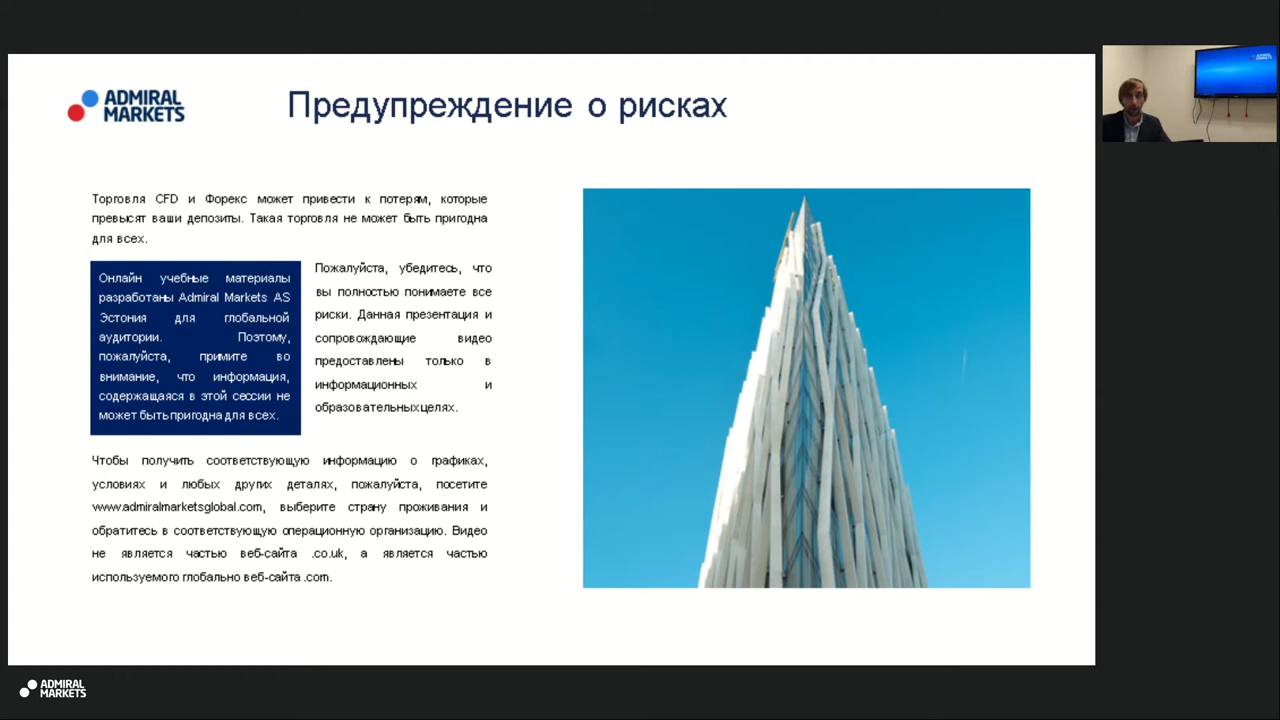 ADMIRAL
MARKETS
Предупреждение о рисках
Торговля CFD и Форекс может привести к потерям, которые
превысят ваши депозиты. Такая торговля не может быть пригодна
для всех.
Онлайн учебные материалы
разработаны Admiral Markets AS
Эстония для глобальной
аудитории. Поэтому,
пожалуйста, примите во
внимание, что информация,
содержащаяся в этой сессии не
может быть пригодна для всех.
Пожалуйста, убедитесь, что
вы полностью понимаете все
риски. Данная презентация и
сопровождающие видео
предоставлены только в
информационных и
образовательных целях.
Чтобы получить соответствующую информацию о графиках,
условиях и любых других деталях, пожалуйста, посетите
www.admiralmarketsglobal.com, выберите страну проживания и
обратитесь в соответствующую операционную организацию. Видео
не является частью веб-сайта .co.uk, а является частью
используемого глобально веб-сайта .com.
ADMIRAL
MARKETS